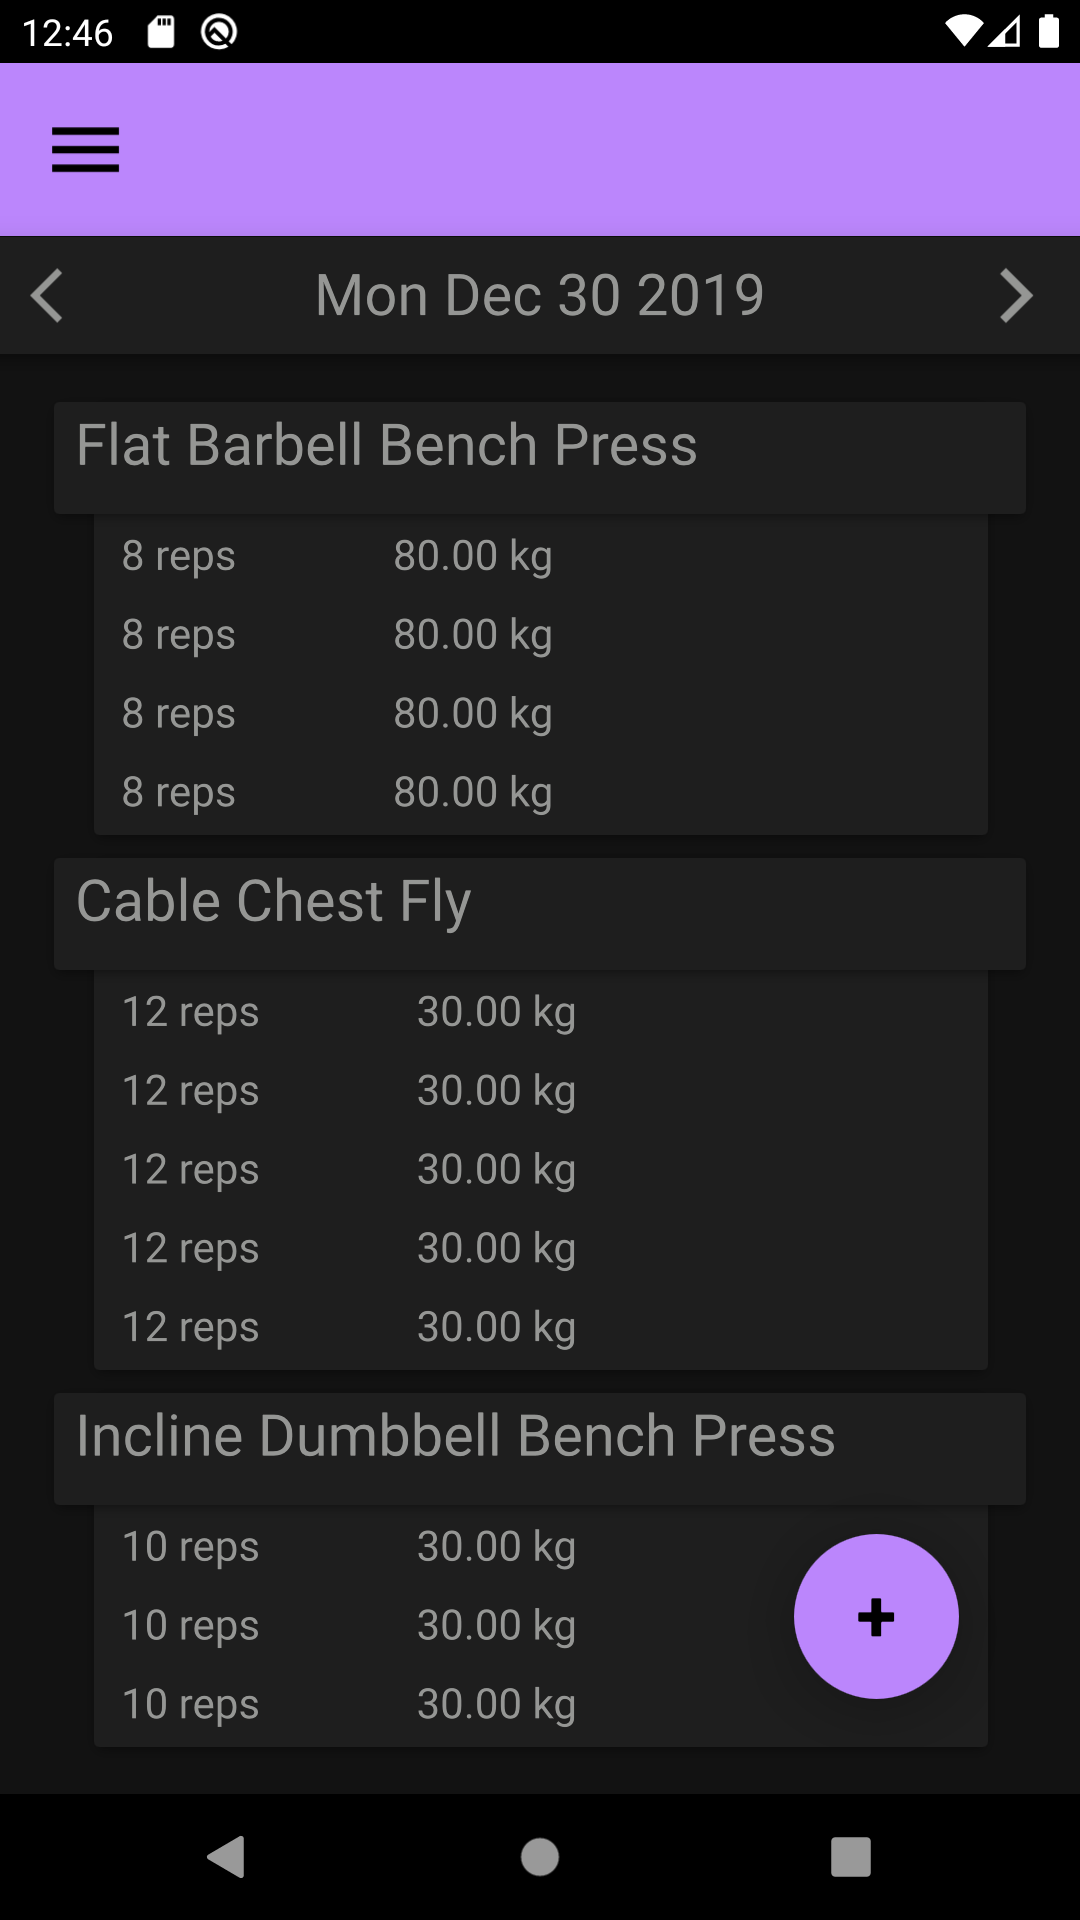 12:46
Mon Dec 30 2019
Flat Barbell Bench Press
8 reps 80.00 kg
8 reps 80.00 kg
8 reps 80.00 kg
8 reps 80.00 kg
Cable Chest Fly
12 reps 30.00 kg
12 reps 30.00 kg
12 reps 30.00 kg
12 reps 30.00 kg
12 reps 30.00 kg
Incline Dumbbell Bench Press
10 reps 30.00 kg
10 reps 30.00 kg
10 reps 30.00 kg